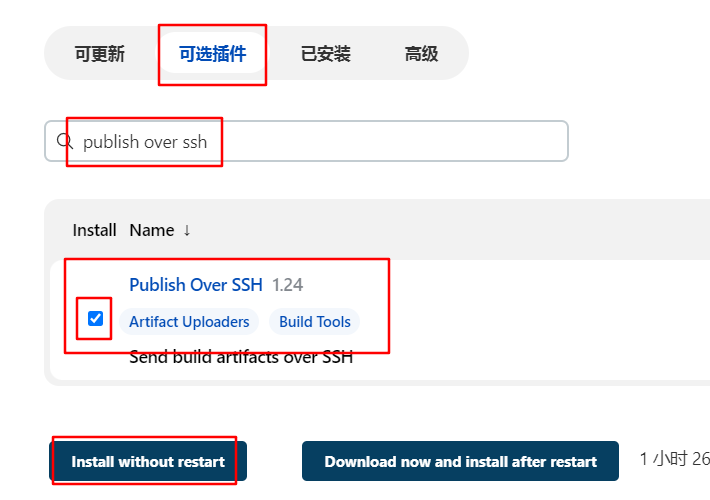 可更新 可选插件 已安装 高级
publish over ssh
Install Name ↓
Publish Over SSH 1.24
Artifact Uploaders Build Tools
Send build artifacts over SSH
Install without restart Download now and install after restart 1 小时 26